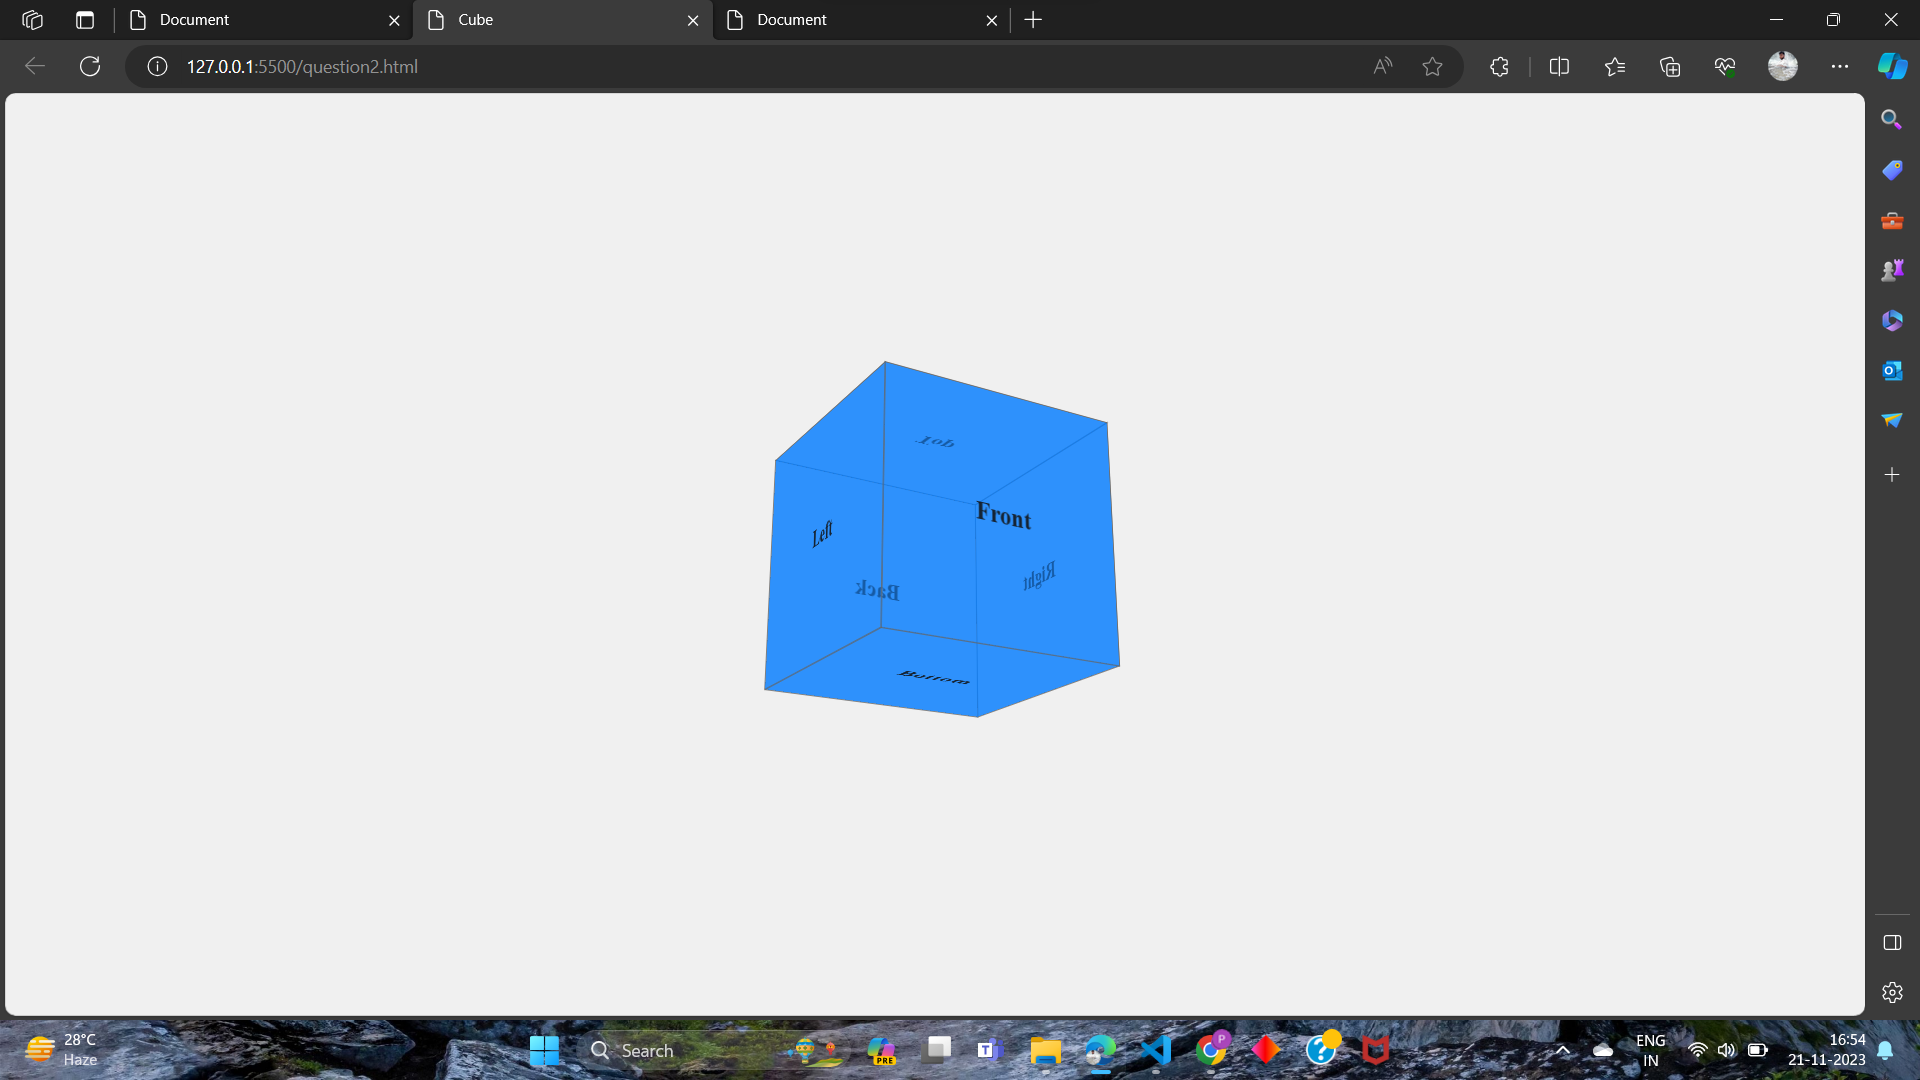 Document
Cube
Document
127.0.0.1:5500/question2.html
Top
Front
Left
Right
Back
Bottom
28°C
Haze
Search
PRE
T
P
ENG
IN
16:54
21-11-2023